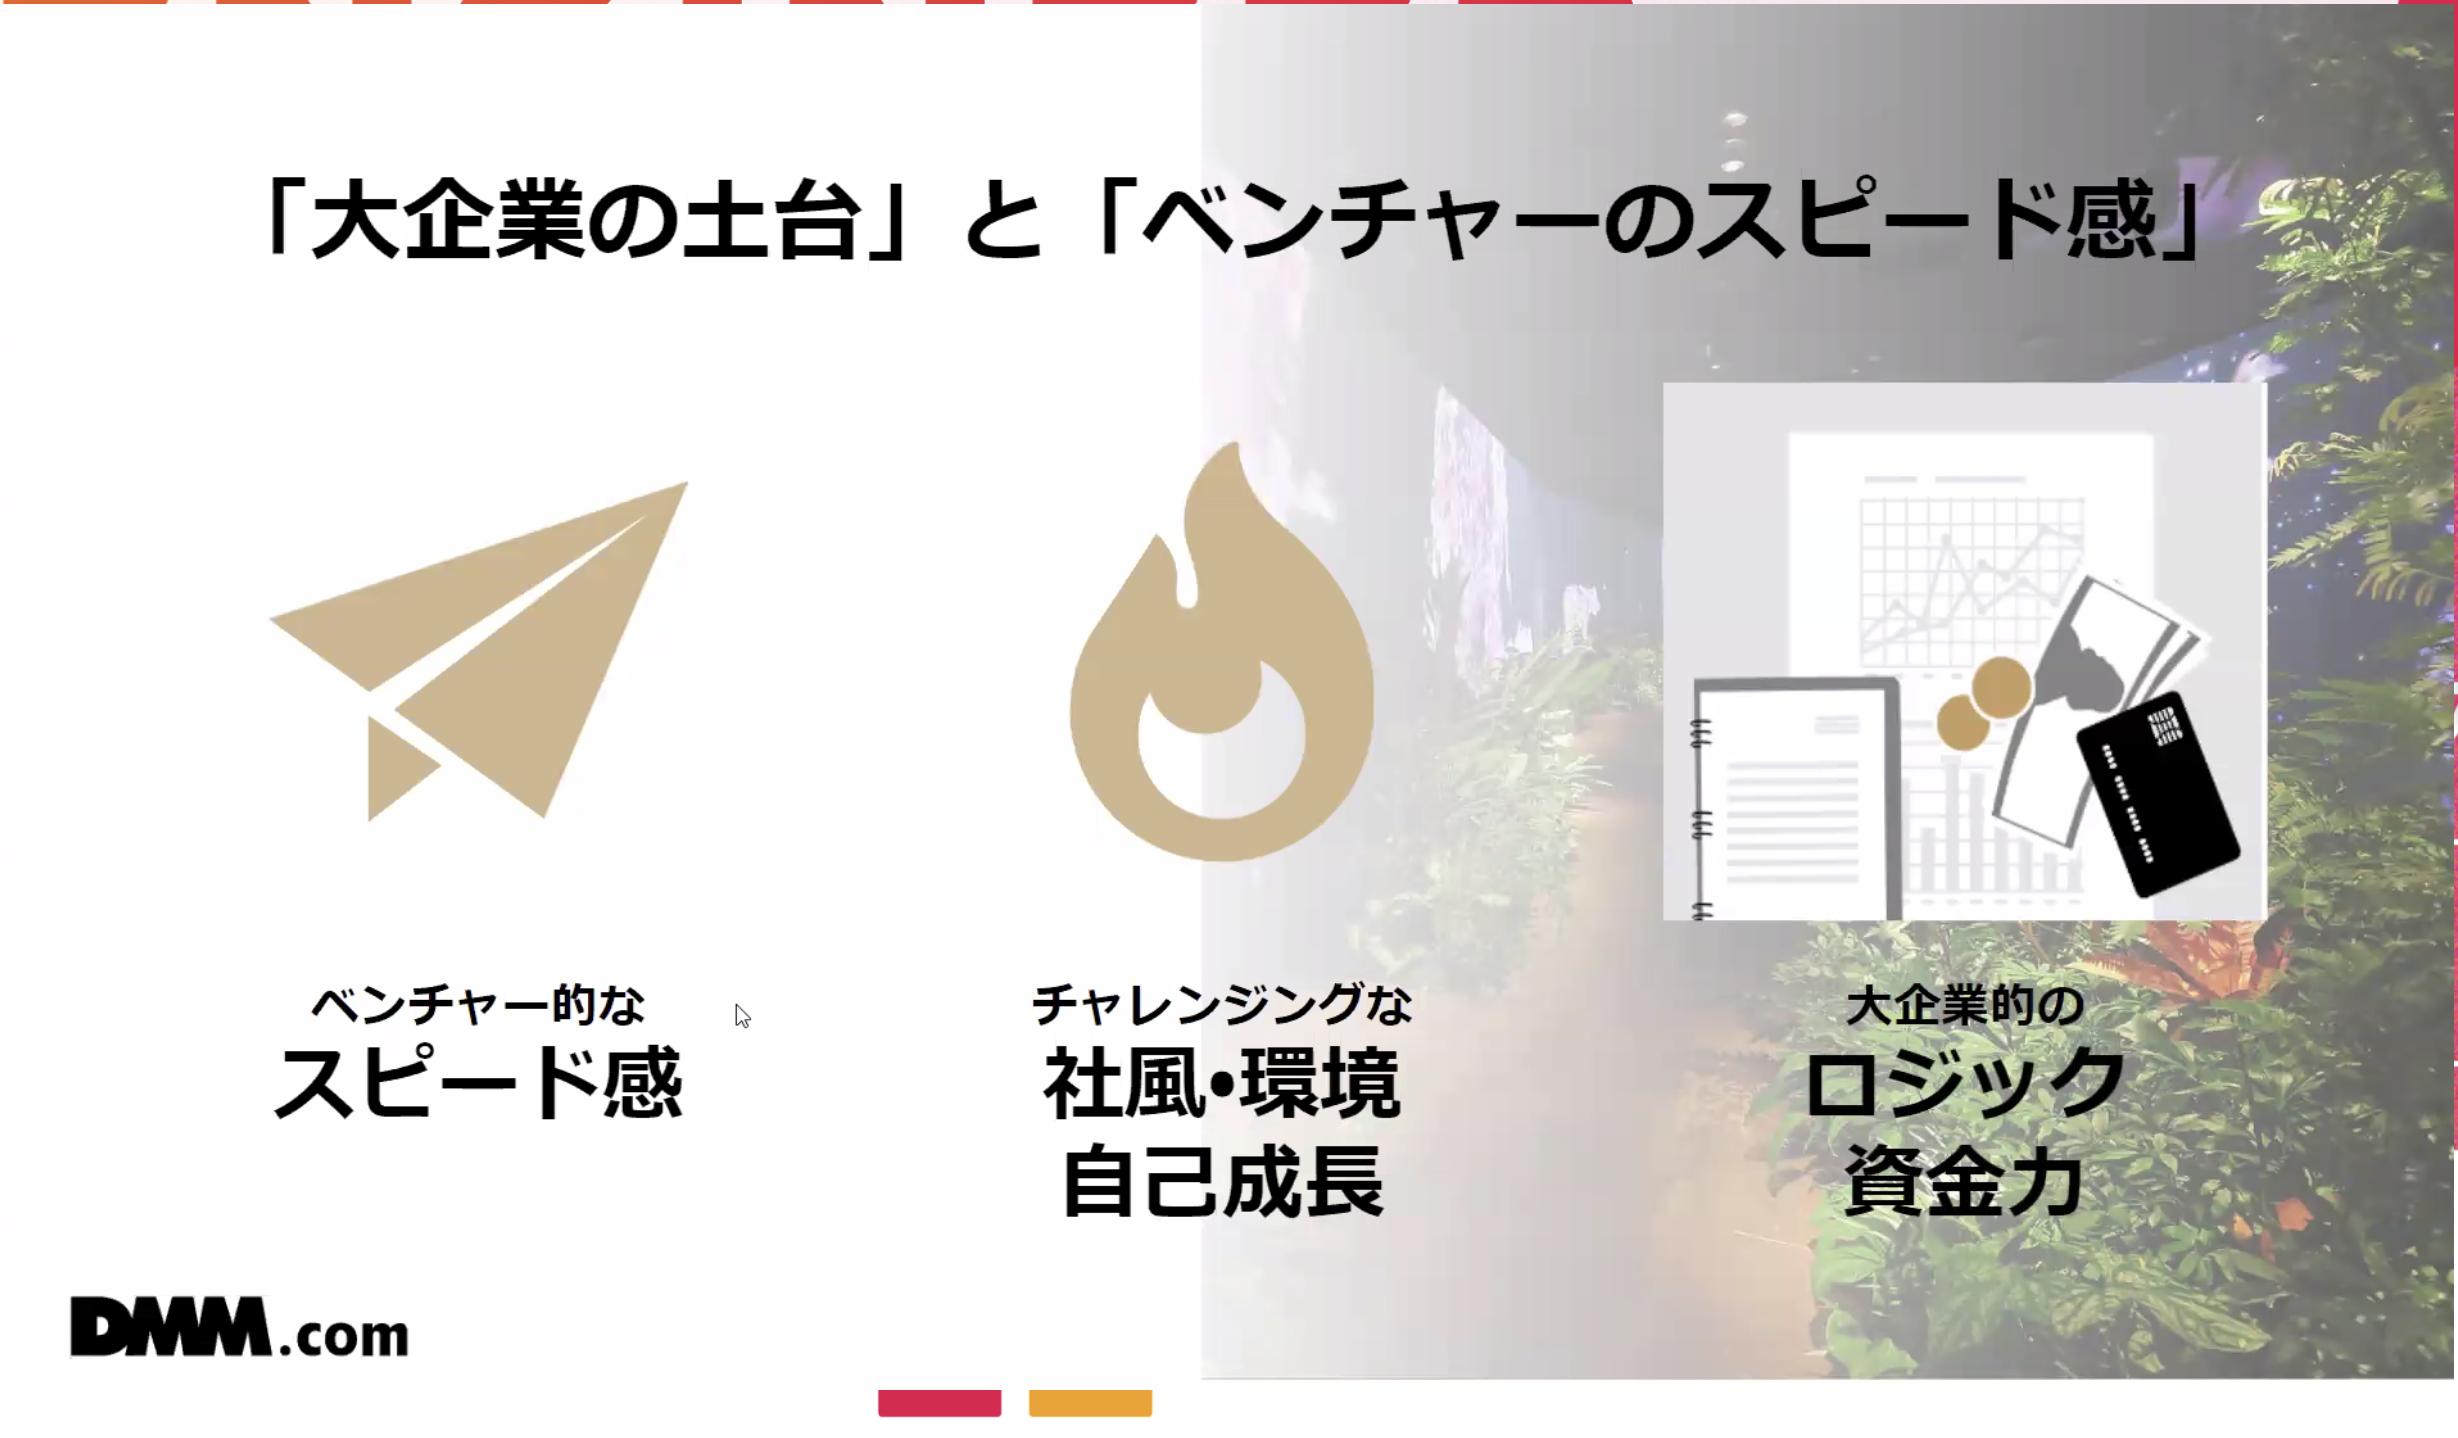 「大企業の土台」と「ベンチャーのスピード感」
ベンチャー的な
スピード感
チャレンジングな
社風・環境
自己成長
大企業的の
ロジック
資金力
DMM.com